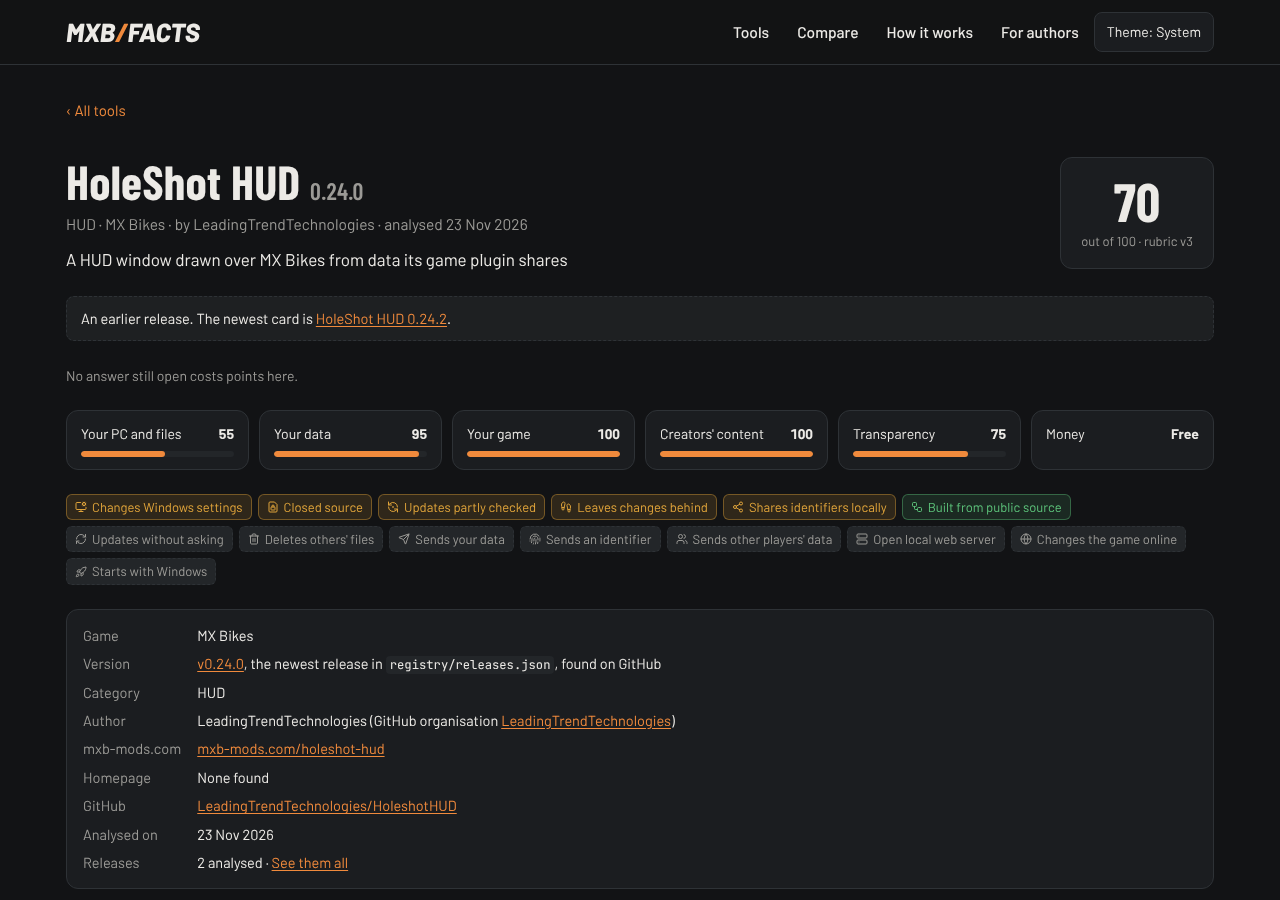 MXB/FACTS
Tools
Compare
How it works
For authors
Theme: System
‹ All tools
HoleShot HUD 0.24.0
HUD · MX Bikes · by LeadingTrendTechnologies · analysed 23 Nov 2026
A HUD window drawn over MX Bikes from data its game plugin shares
70
out of 100 · rubric v3
An earlier release. The newest card is HoleShot HUD 0.24.2.
No answer still open costs points here.
Your PC and files 55
Your data 95
Your game 100
Creators' content 100
Transparency 75
Money Free
Changes Windows settings
Closed source
Updates partly checked
Leaves changes behind
Shares identifiers locally
Built from public source
Updates without asking
Deletes others' files
Sends your data
Sends an identifier
Sends other players' data
Open local web server
Changes the game online
Starts with Windows
Game MX Bikes
Version v0.24.0, the newest release in registry/releases.json, found on GitHub
Category HUD
Author LeadingTrendTechnologies (GitHub organisation LeadingTrendTechnologies)
mxb-mods.com mxb-mods.com/holeshot-hud
Homepage None found
GitHub LeadingTrendTechnologies/HoleshotHUD
Analysed on 23 Nov 2026
Releases 2 analysed · See them all